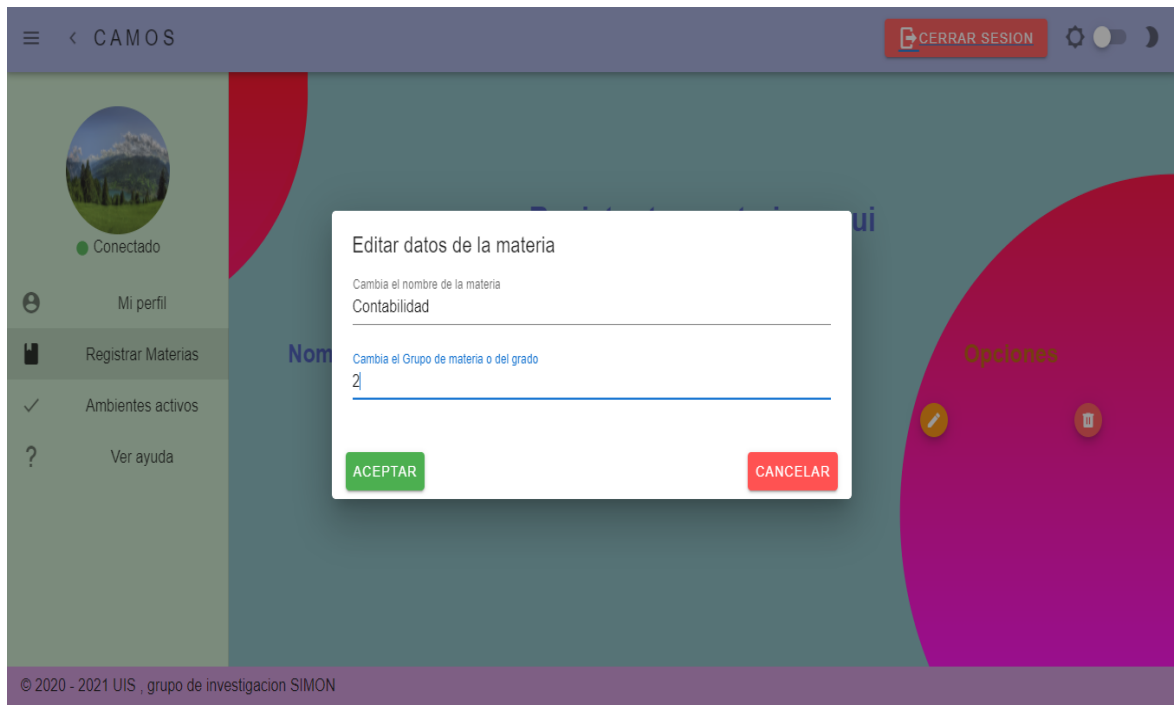 CAMOS
CERRAR SESION
Conectado
Mi perfil
Registrar Materias
Ambientes activos
? Ver ayuda
ui
Nom
Opciones
Editar datos de la materia
Cambia el nombre de la materia
Contabilidad
Cambia el Grupo de materia o del grado
2
ACEPTAR
CANCELAR
© 2020 - 2021 UIS , grupo de investigacion SIMON